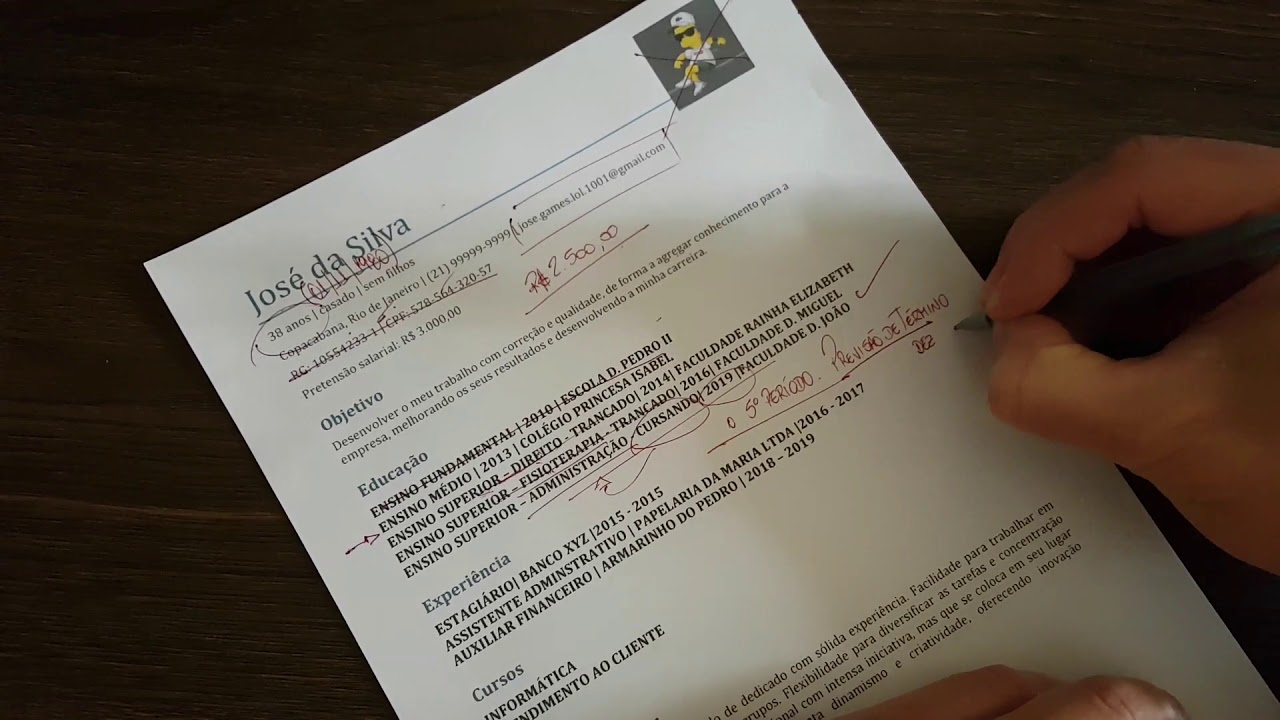 José da Silva
38 anos | casado | sem filhos
Copacabana, Rio de Janeiro | (21) 99999-9999 | jose.games.lol.1001@gmail.com
RG: 10554233-1 | CPF: 528-564-320-57
Pretensão salarial: R$ 3.000,00
R$ 2.500,00
Objetivo
Desenvolver o meu trabalho com correção e qualidade, de forma a agregar conhecimento para a
empresa, melhorando os seus resultados e desenvolvendo a minha carreira.
Educação
ENSINO FUNDAMENTAL | 2010 | ESCOLA D. PEDRO II
ENSINO MÉDIO | 2013 | COLÉGIO PRINCESA ISABEL
ENSINO SUPERIOR – DIREITO - TRANCADO| 2014| FACULDADE RAINHA ELIZABETH
ENSINO SUPERIOR – FISIOTERAPIA - TRANCADO| 2016| FACULDADE D. MIGUEL
ENSINO SUPERIOR – ADMINISTRAÇÃO CURSANDO| 2019 |FACULDADE D. JOÃO
5º PERÍODO. PREVISÃO DE TÉRMINO
DEZ
Experiência
ESTAGIÁRIO| BANCO XYZ |2015 - 2015
ASSISTENTE ADMINSTRATIVO | PAPELARIA DA MARIA LTDA |2016 - 2017
AUXILIAR FINANCEIRO | ARMARINHO DO PEDRO | 2018 – 2019
Cursos
INFORMÁTICA
NDIMENTO AO CLIENTE
de dedicado com sólida experiência. Facilidade para trabalhar em
grupos. Flexibilidade para diversificar as tarefas e concentração
onal com intensa iniciativa, mas que se coloca em seu lugar
dinamismo e criatividade, oferecendo inovação